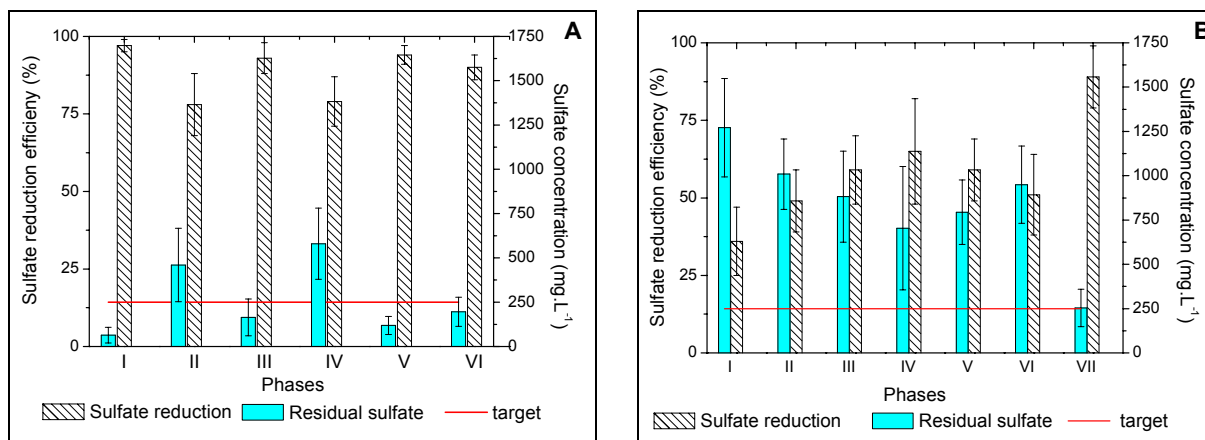 A
Sulfate reduction efficieny (%)
100
75
50
25
0
1750
1500
1250
1000
750
500
250
0
Sulfate concentration (mg.L-1)
I II III IV V VI
Phases
Sulfate reduction Residual sulfate target
B
Sulfate reduction efficiency (%)
100
75
50
25
0
1750
1500
1250
1000
750
500
250
0
Sulfate concentration (mg.L-1)
I II III IV V VI VII
Phases
Sulfate reduction Residual sulfate target